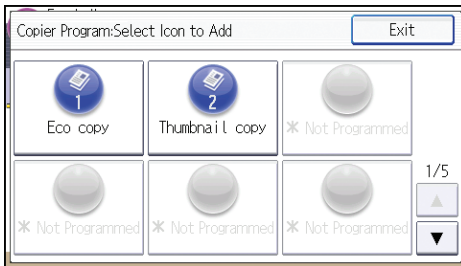 Copier Program:Select Icon to Add
Exit
1
2
Eco copy
Thumbnail copy
* Not Programmed
1/5
* Not Programmed
* Not Programmed
* Not Programmed